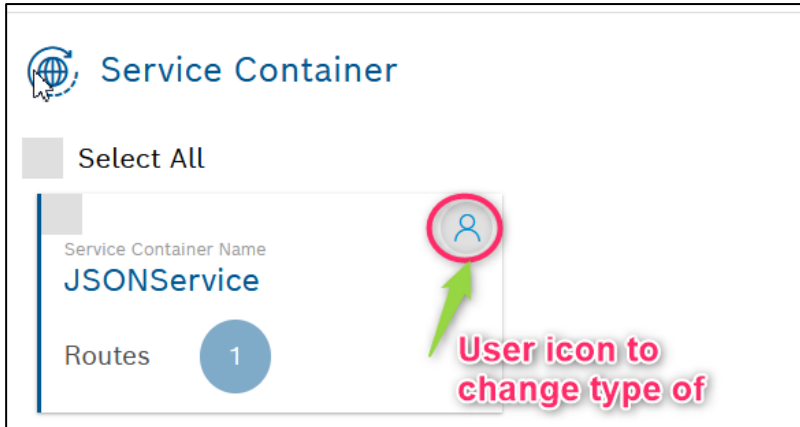 Service Container
Select All
Service Container Name
JSONService
Routes 1
User icon to
change type of